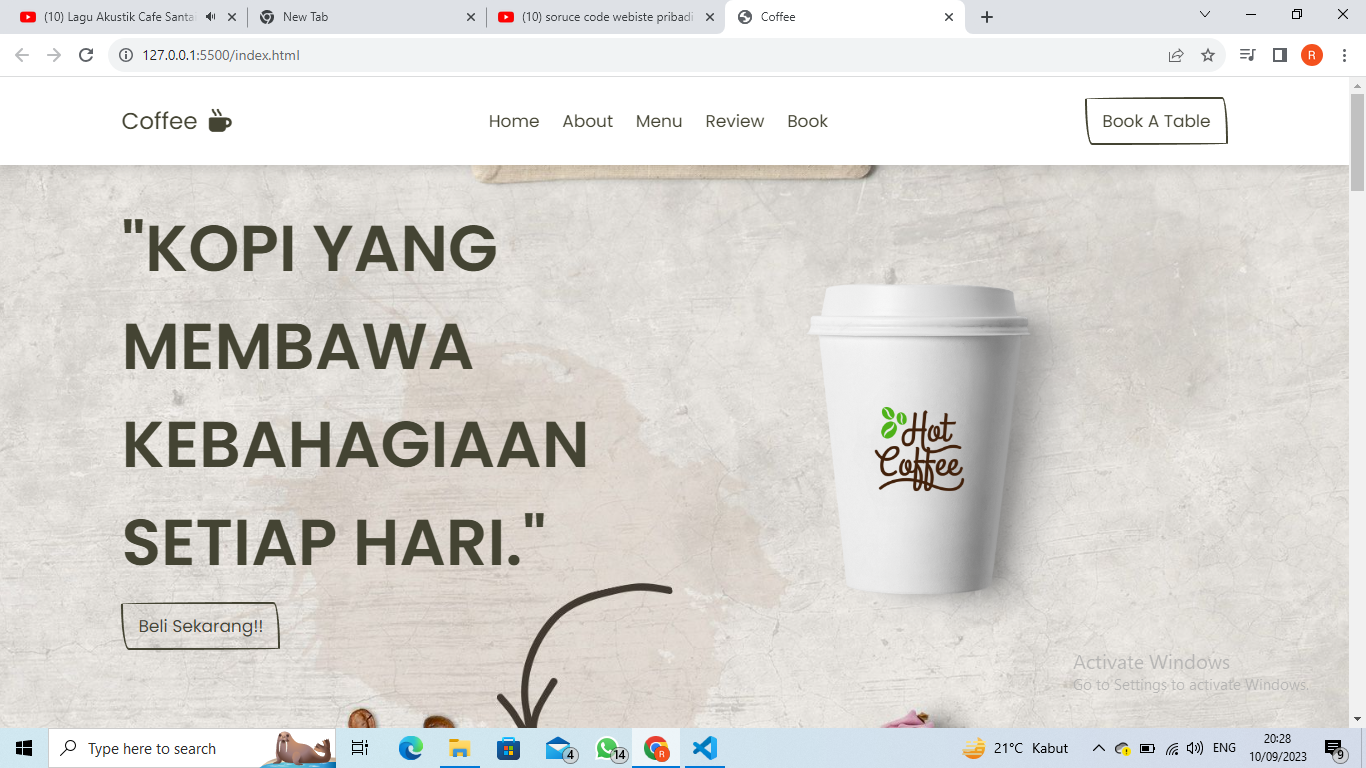 (10) Lagu Akustik Cafe Santai
New Tab
(10) soruce code webiste pribadi
Coffee
127.0.0.1:5500/index.html
R
Coffee
Home About Menu Review Book
Book A Table
"KOPI YANG
MEMBAWA
KEBAHAGIAAN
SETIAP HARI."
Beli Sekarang!!
Hot
Coffee
Activate Windows
Go to Settings to activate Windows.
Type here to search
4
14
R
21°C Kabut
ENG
20:28
10/09/2023
9